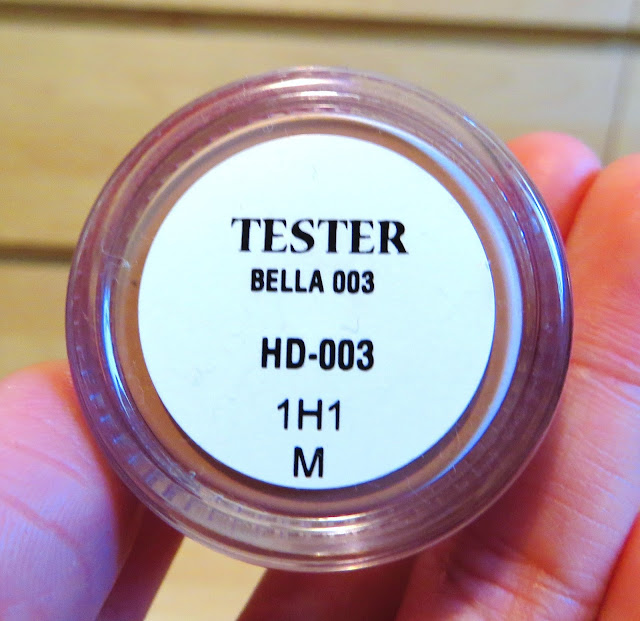 TESTER
BELLA 003
HD-003
1H1
M